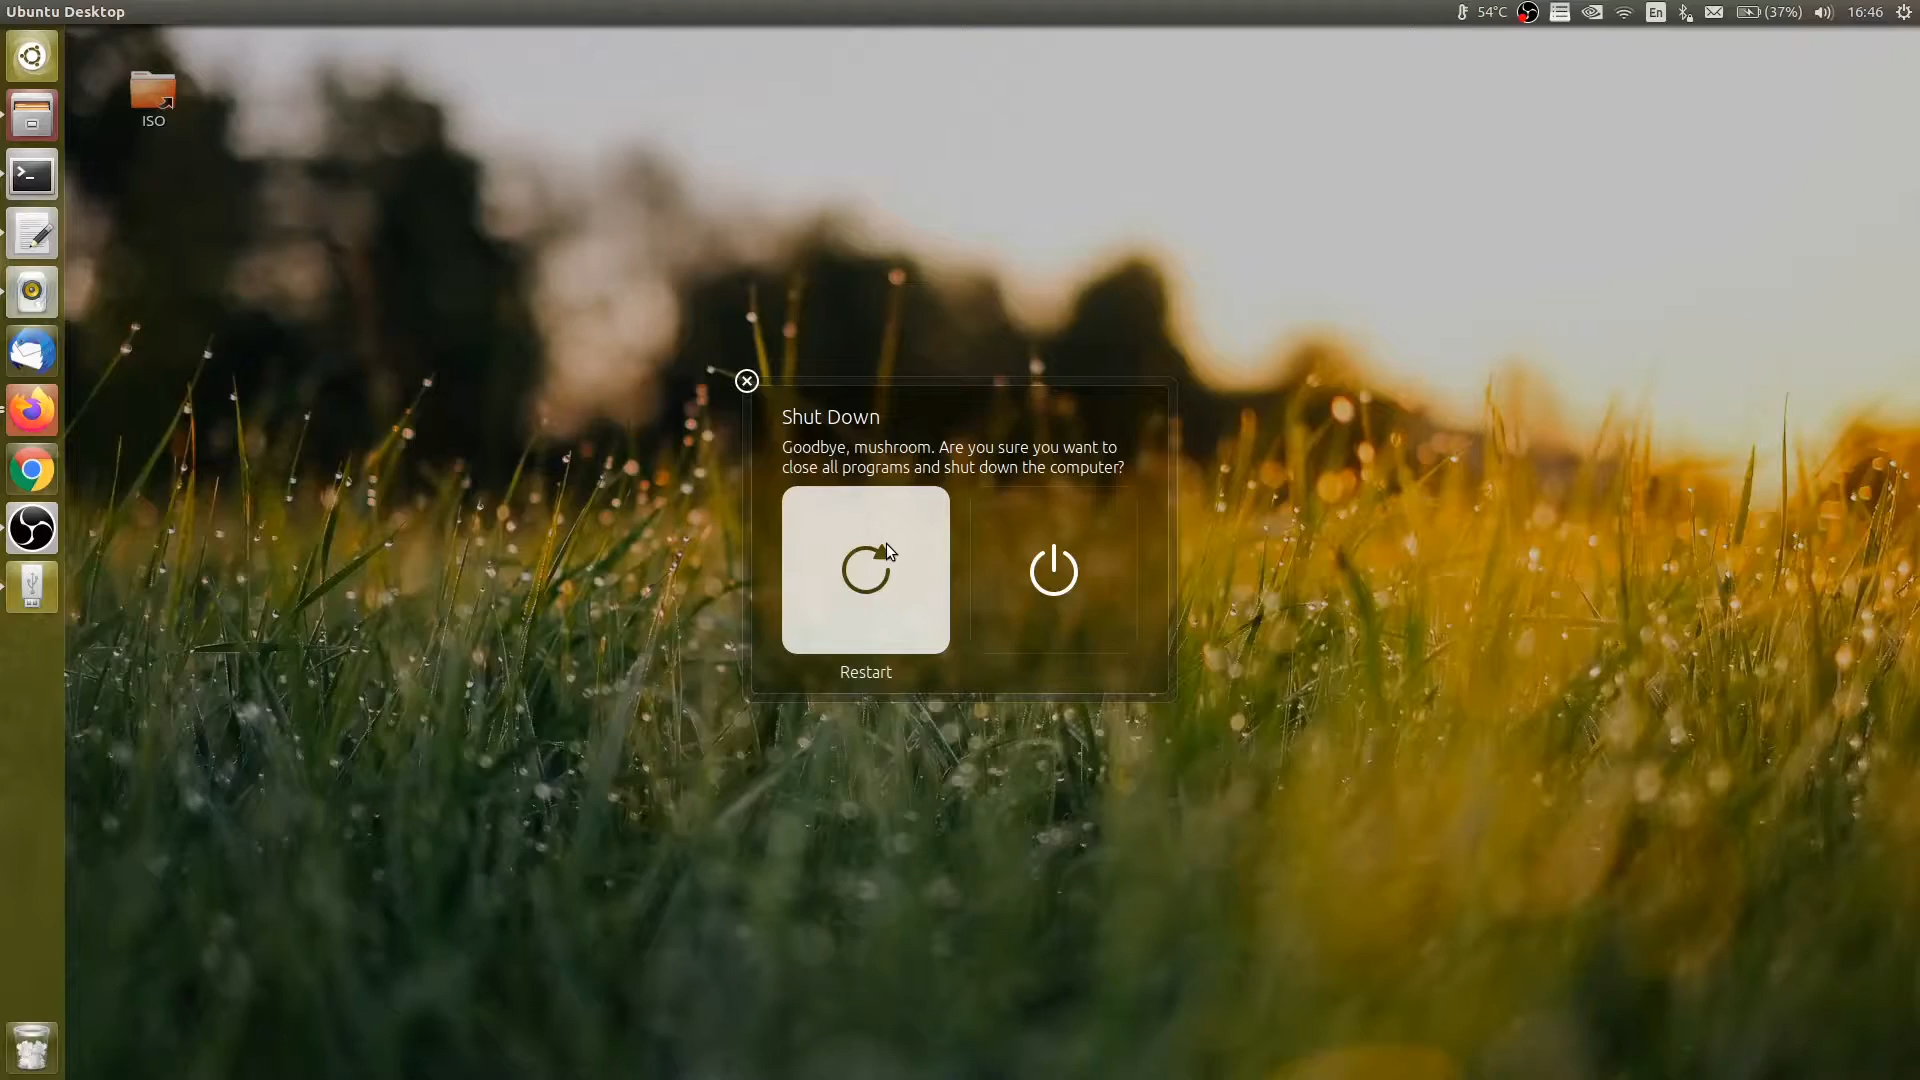 Ubuntu Desktop
54°C
En
(37%)
16:46
ISO
Shut Down
Goodbye, mushroom. Are you sure you want to
close all programs and shut down the computer?
Restart